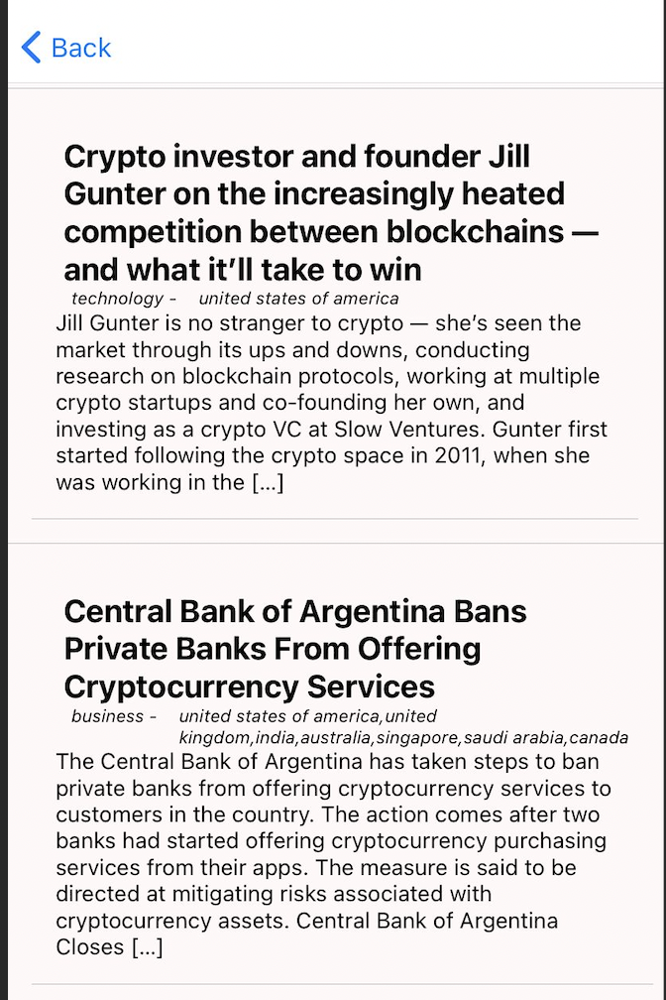 Back
Crypto investor and founder Jill
Gunter on the increasingly heated
competition between blockchains —
and what it’ll take to win
technology - united states of america
Jill Gunter is no stranger to crypto — she’s seen the
market through its ups and downs, conducting
research on blockchain protocols, working at multiple
crypto startups and co-founding her own, and
investing as a crypto VC at Slow Ventures. Gunter first
started following the crypto space in 2011, when she
was working in the [...]
Central Bank of Argentina Bans
Private Banks From Offering
Cryptocurrency Services
business - united states of america,united
kingdom,india,australia,singapore,saudi arabia,canada
The Central Bank of Argentina has taken steps to ban
private banks from offering cryptocurrency services to
customers in the country. The action comes after two
banks had started offering cryptocurrency purchasing
services from their apps. The measure is said to be
directed at mitigating risks associated with
cryptocurrency assets. Central Bank of Argentina
Closes [...]